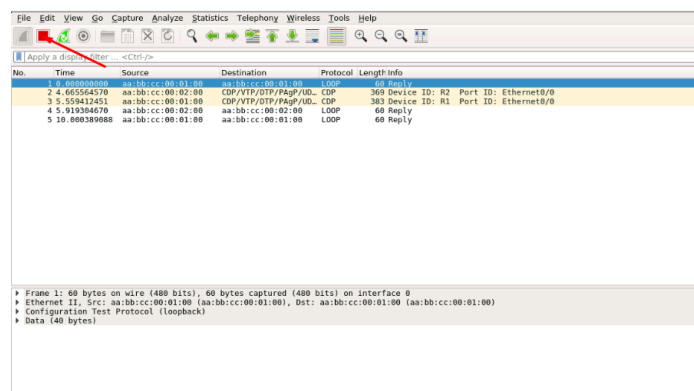 File Edit View Go Capture Analyze Statistics Telephony Wireless Tools Help
Apply a display filter ... <Ctrl-/>
No. Time Source Destination Protocol Length Info
1 0.000000000 aa:bb:cc:00:01:00 aa:bb:cc:00:01:00 LOOP 60 Reply
2 4.665564570 aa:bb:cc:00:02:00 CDP/VTP/DTP/PAgP/UD… CDP 369 Device ID: R2 Port ID: Ethernet0/0
3 5.559412451 aa:bb:cc:00:01:00 CDP/VTP/DTP/PAgP/UD… CDP 383 Device ID: R1 Port ID: Ethernet0/0
4 5.919304670 aa:bb:cc:00:02:00 aa:bb:cc:00:02:00 LOOP 60 Reply
5 10.000389088 aa:bb:cc:00:01:00 aa:bb:cc:00:01:00 LOOP 60 Reply
Frame 1: 60 bytes on wire (480 bits), 60 bytes captured (480 bits) on interface 0
Ethernet II, Src: aa:bb:cc:00:01:00 (aa:bb:cc:00:01:00), Dst: aa:bb:cc:00:01:00 (aa:bb:cc:00:01:00)
Configuration Test Protocol (loopback)
Data (40 bytes)